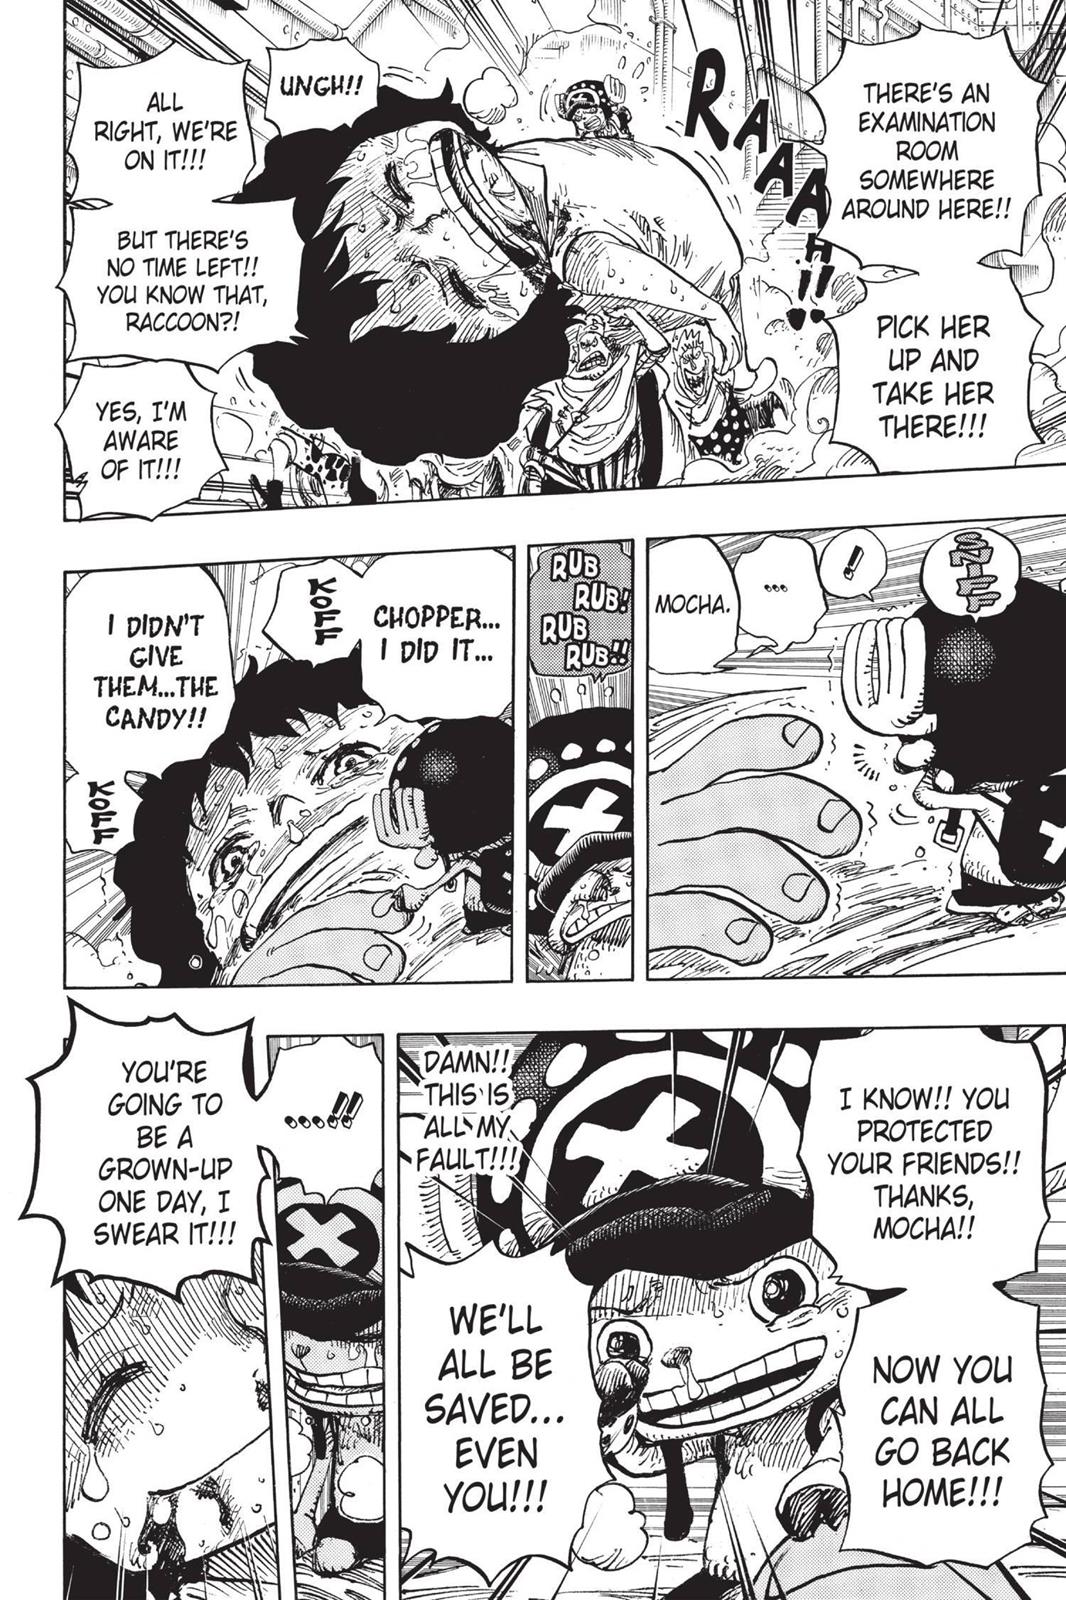 THERE'S AN
EXAMINATION
ROOM
SOMEWHERE
AROUND HERE!!
PICK HER
UP AND
TAKE HER
THERE!!!
RAAAAH!!
UNGH!!
ALL
RIGHT, WE'RE
ON IT!!!
BUT THERE'S
NO TIME LEFT!!
YOU KNOW THAT,
RACCOON?!
YES, I'M
AWARE
OF IT!!!
SNIFF
!
...
MOCHA.
RUB
RUB!
RUB
RUB!!
CHOPPER...
I DID IT...
KOFF
I DIDN'T
GIVE
THEM...THE
CANDY!!
KOFF
I KNOW!! YOU
PROTECTED
YOUR FRIENDS!!
THANKS,
MOCHA!!
NOW YOU
CAN ALL
GO BACK
HOME!!!
DAMN!!
THIS IS
ALL MY
FAULT!!!
WE'LL
ALL BE
SAVED...
EVEN
YOU!!!
...!!
YOU'RE
GOING TO
BE A
GROWN-UP
ONE DAY, I
SWEAR IT!!!